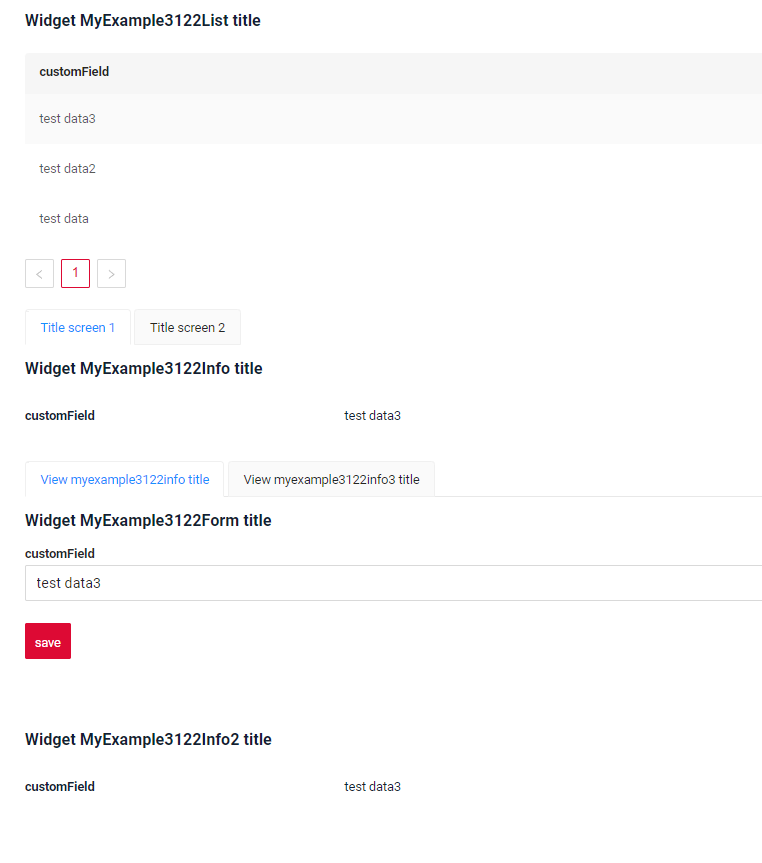 Widget MyExample3122List title
customField
test data3
test data2
test data
< 1 >
Title screen 1 Title screen 2
Widget MyExample3122Info title
customField test data3
View myexample3122info title View myexample3122info3 title
Widget MyExample3122Form title
customField
test data3
save
Widget MyExample3122Info2 title
customField test data3